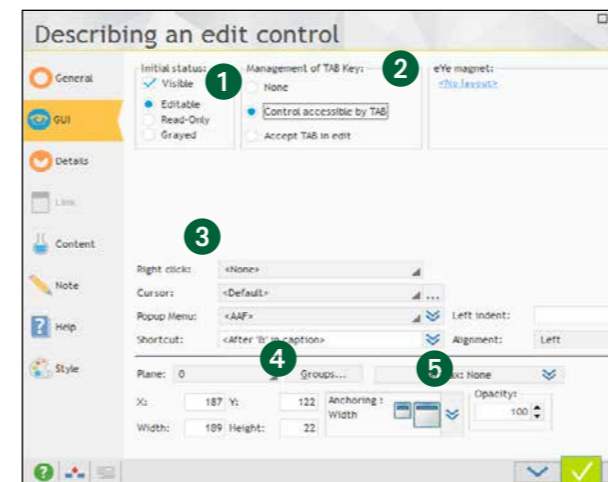 Describing an edit control
General
GUI
Details
Link
Content
Note
Help
Style
Initial status:
Visible
Editable
Read-Only
Grayed
1
Management of TAB Key:
None
Control accessible by TAB
Accept TAB in edit
2
eYe magnet:
<No layout>
3
Right click: <None>
Cursor: <Default> ...
Popup Menu: <AAF> Left indent:
Shortcut: <After in caption> Alignment: Left
4
5
Plane: 0 Groups... None
X: 187 Y: 122 Anchoring: Width Opacity: 100
Width: 189 Height: 22
?